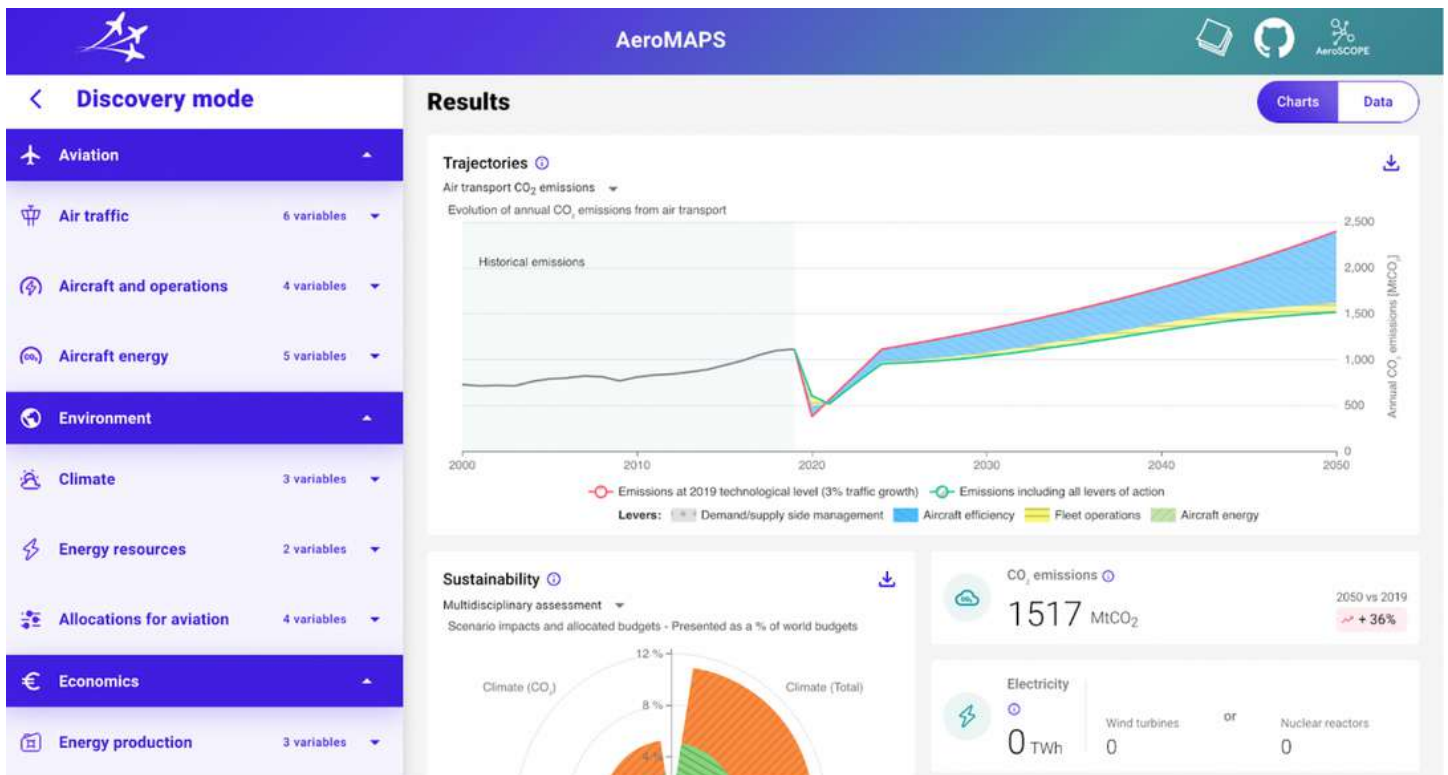 AeroMAPS
AeroSCOPE
Discovery mode
Aviation
Air traffic 6 variables
Aircraft and operations 4 variables
CO₂ Aircraft energy 5 variables
Environment
Climate 3 variables
Energy resources 2 variables
Allocations for aviation 4 variables
€ Economics
Energy production 3 variables
Results
Charts Data
Trajectories
Air transport CO₂ emissions
Evolution of annual CO₂ emissions from air transport
Historical emissions
2,500
2,000
1,500
1,000
500
0
Annual CO₂ emissions [MtCO₂]
2000 2010 2020 2030 2040 2050
Emissions at 2019 technological level (3% traffic growth) Emissions including all levers of action
Levers: Demand/supply side management Aircraft efficiency Fleet operations Aircraft energy
Sustainability
Multidisciplinary assessment
Scenario impacts and allocated budgets - Presented as a % of world budgets
12 %
Climate (CO₂) Climate (Total)
8 %
4 %
CO₂ emissions
1517 MtCO₂
2050 vs 2019
+ 36%
Electricity
0 TWh
Wind turbines or Nuclear reactors
0 0